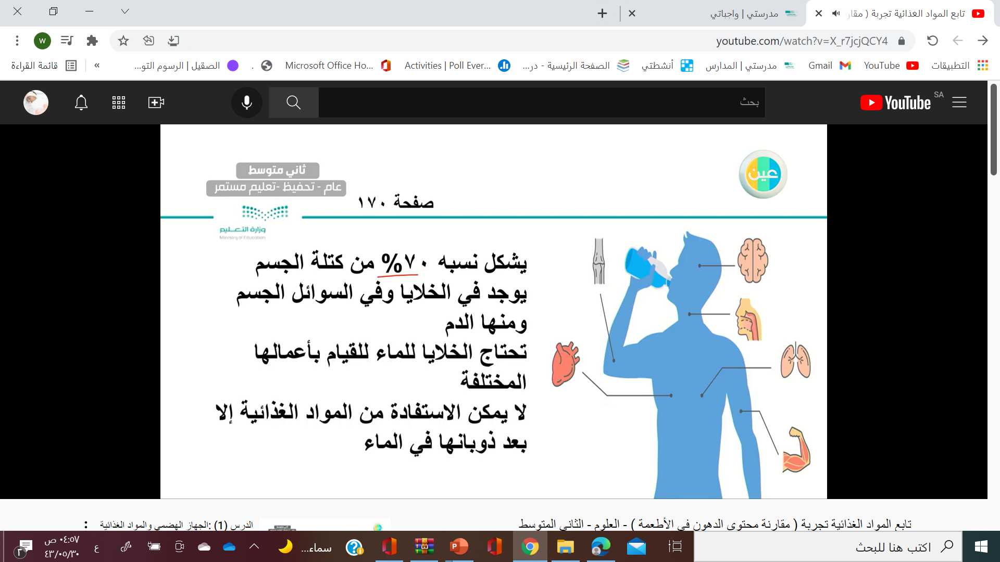 تابع المواد الغذائية تجربة ( مقار
مدرستي | واجباتي
youtube.com/watch?v=X_r7jcjQCY4
W
التطبيقات
YouTube
Gmail
مدرستي | المدارس
أنشطتي
الصفحة الرئيسية - در...
Activities | Poll Ever...
Microsoft Office Ho...
.
الصقيل | الرسوم التو...
«
قائمة القراءة
YouTube SA
بحث
عين
ثاني متوسط
عام - تحفيظ -تعليم مستمر
صفحة ١٧٠
وزارة التعـــليم
Ministry of Education
يشكل نسبه ٧٠% من كتلة الجسم
يوجد في الخلايا وفي السوائل الجسم
ومنها الدم
تحتاج الخلايا للماء للقيام بأعمالها
المختلفة
لا يمكن الاستفادة من المواد الغذائية إلا
بعد ذوبانها في الماء
تابع المواد الغذائية تجربة ( مقارنة محتوى الدهون في الأطعمة ) - العلوم - الثاني المتوسط
الدرس (1) :الجهاز الهضمي والمواد الغذائية
اكتب هنا للبحث
سماء...
ع
٠٤:٥٧ ص
٤٣/٠٥/٣٠
٣